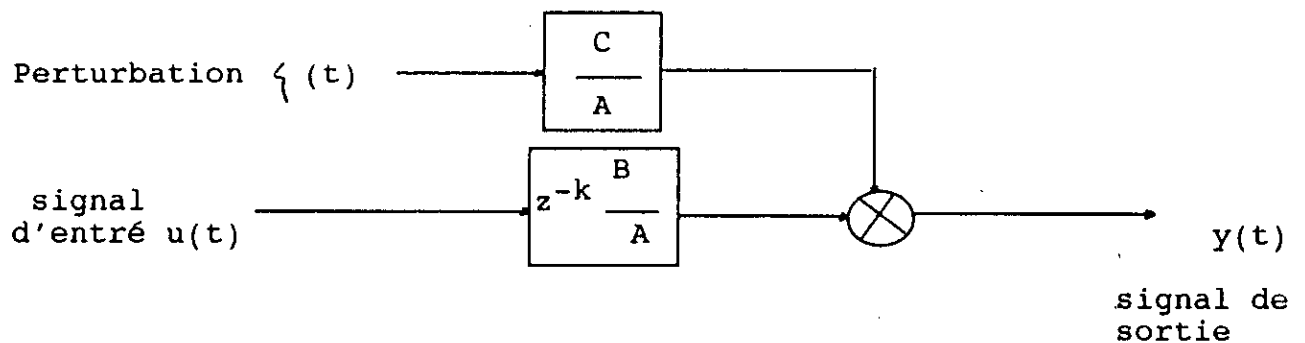 C
Perturbation ξ (t)
A
B
signal
z^-k
d'entré u(t)
A
y(t)
signal de
sortie